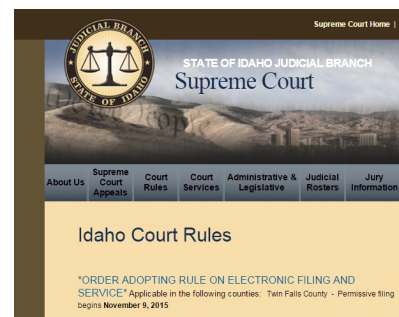 Supreme Court Home |
JUDICIAL BRANCH
STATE OF IDAHO
STATE OF IDAHO JUDICIAL BRANCH
Supreme Court
About Us
Supreme
Court
Appeals
Court
Rules
Court
Services
Administrative &
Legislative
Judicial
Rosters
Jury
Information
Idaho Court Rules
*ORDER ADOPTING RULE ON ELECTRONIC FILING AND
SERVICE* Applicable in the following counties: Twin Falls County - Permissive filing
begins November 9, 2015